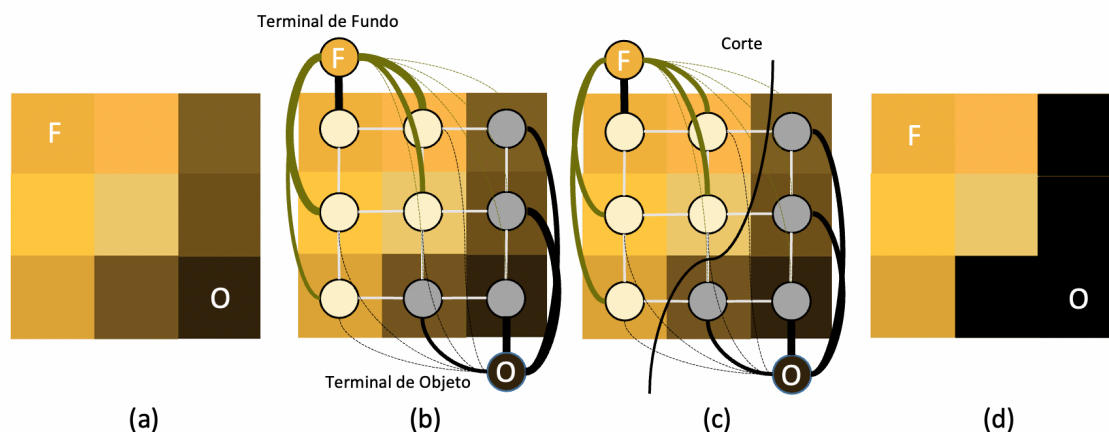 Terminal de Fundo
Corte
F
F
F
F
O
O
O
O
Terminal de Objeto
(a)
(b)
(c)
(d)